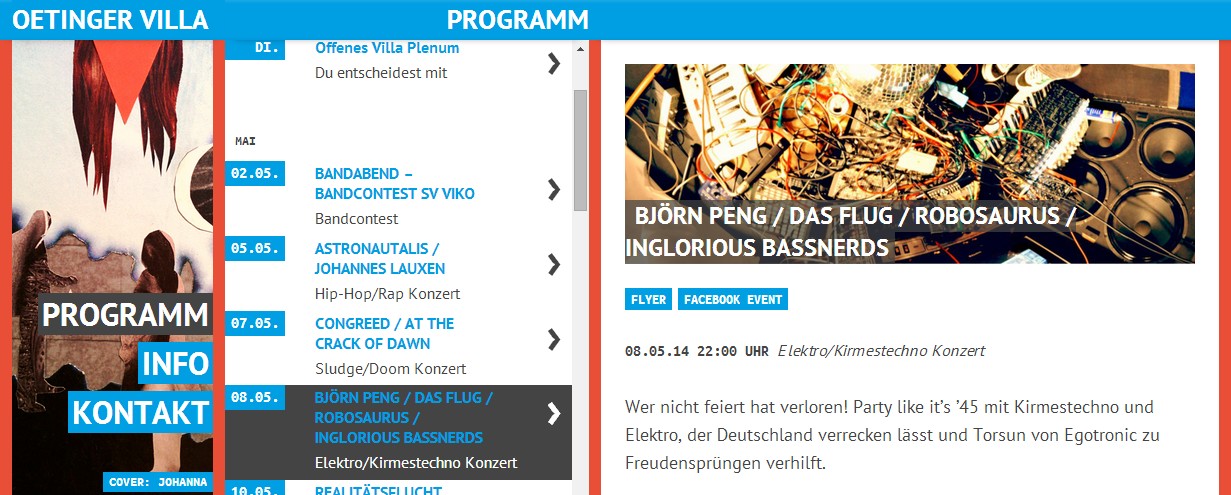 OETINGER VILLA
PROGRAMM
PROGRAMM
INFO
KONTAKT
COVER: JOHANNA
DI.
Offenes Villa Plenum
Du entscheidest mit
MAI
02.05.
BANDABEND –
BANDCONTEST SV VIKO
Bandcontest
05.05.
ASTRONAUTALIS /
JOHANNES LAUXEN
Hip-Hop/Rap Konzert
07.05.
CONGREED / AT THE
CRACK OF DAWN
Sludge/Doom Konzert
08.05.
BJÖRN PENG / DAS FLUG /
ROBOSAURUS /
INGLORIOUS BASSNERDS
Elektro/Kirmestechno Konzert
10.05.
REALITÄTSFLUCHT
BJÖRN PENG / DAS FLUG / ROBOSAURUS /
INGLORIOUS BASSNERDS
FLYER
FACEBOOK EVENT
08.05.14 22:00 UHR Elektro/Kirmestechno Konzert
Wer nicht feiert hat verloren! Party like it’s ’45 mit Kirmestechno und
Elektro, der Deutschland verrecken lässt und Torsun von Egotronic zu
Freudensprüngen verhilft.